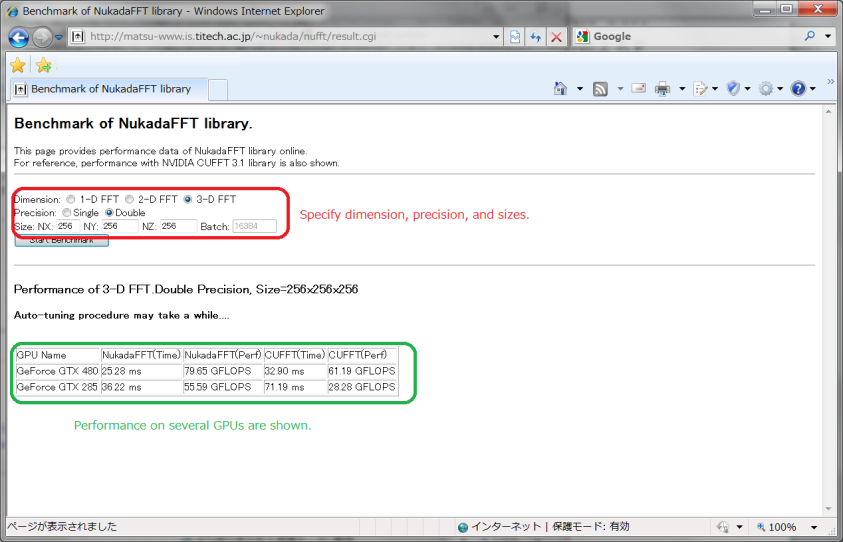 Benchmark of NukadaFFT library - Windows Internet Explorer
http://matsu-www.is.titech.ac.jp/~nukada/nufft/result.cgi
Google
Benchmark of NukadaFFT library
Benchmark of NukadaFFT library.
This page provides performance data of NukadaFFT library online.
For reference, performance with NVIDIA CUFFT 3.1 library is also shown.
Dimension: 1-D FFT 2-D FFT 3-D FFT
Precision: Single Double
Size: NX: 256 NY: 256 NZ: 256 Batch: 16384
Specify dimension, precision, and sizes.
Start Benchmark
Performance of 3-D FFT.Double Precision, Size=256x256x256
Auto-tuning procedure may take a while....
GPU Name NukadaFFT(Time) NukadaFFT(Perf) CUFFT(Time) CUFFT(Perf)
GeForce GTX 480 25.28 ms 79.65 GFLOPS 32.90 ms 61.19 GFLOPS
GeForce GTX 285 36.22 ms 55.59 GFLOPS 71.19 ms 28.28 GFLOPS
Performance on several GPUs are shown.
ページが表示されました インターネット | 保護モード: 有効 100%